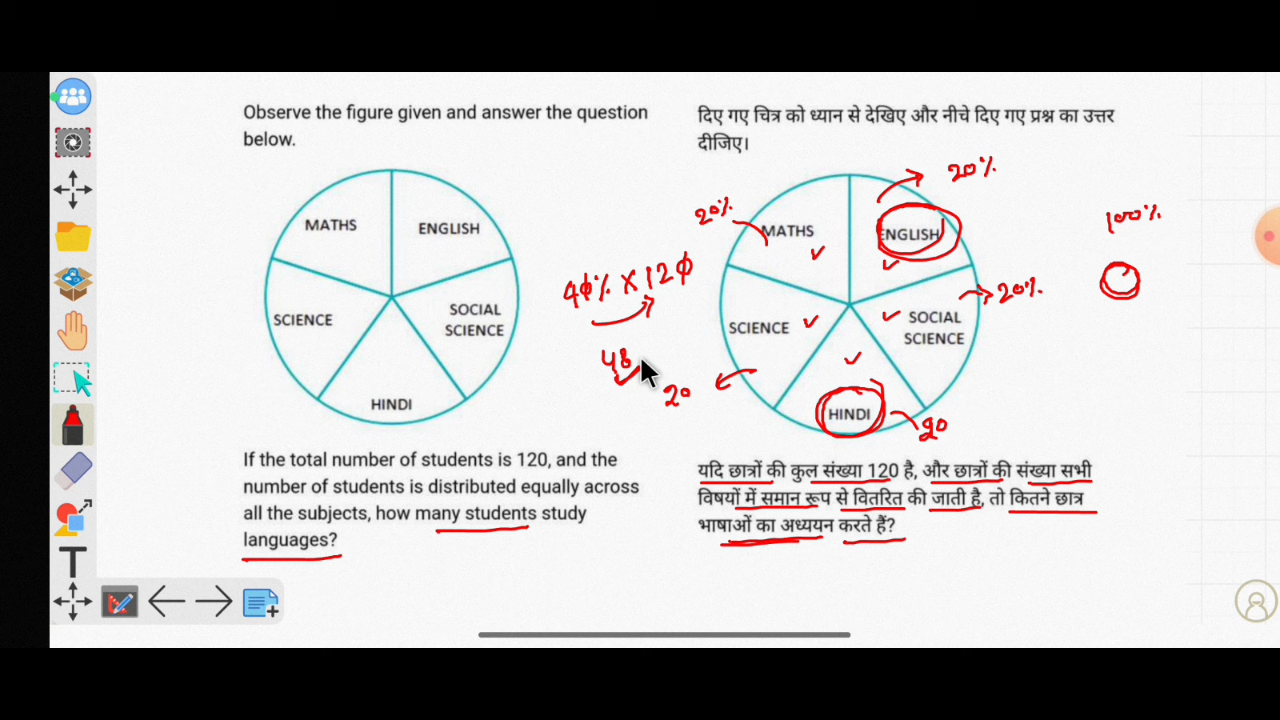 Observe the figure given and answer the question
below.
MATHS
ENGLISH
SCIENCE
SOCIAL
SCIENCE
HINDI
If the total number of students is 120, and the
number of students is distributed equally across
all the subjects, how many students study
languages?
दिए गए चित्र को ध्यान से देखिए और नीचे दिए गए प्रश्न का उत्तर
दीजिए।
20%
20%
100%
MATHS
ENGLISH
40% X 120
20%
SCIENCE
SOCIAL
SCIENCE
48
20
HINDI
20
यदि छात्रों की कुल संख्या 120 है, और छात्रों की संख्या सभी
विषयों में समान रूप से वितरित की जाती है, तो कितने छात्र
भाषाओं का अध्ययन करते हैं?
T